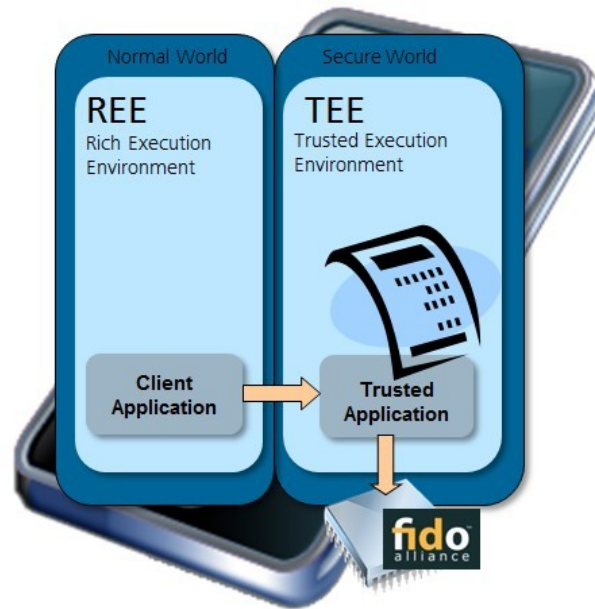 Normal World
REE
Rich Execution
Environment
Client
Application
Secure World
TEE
Trusted Execution
Environment
Trusted
Application
fido
alliance